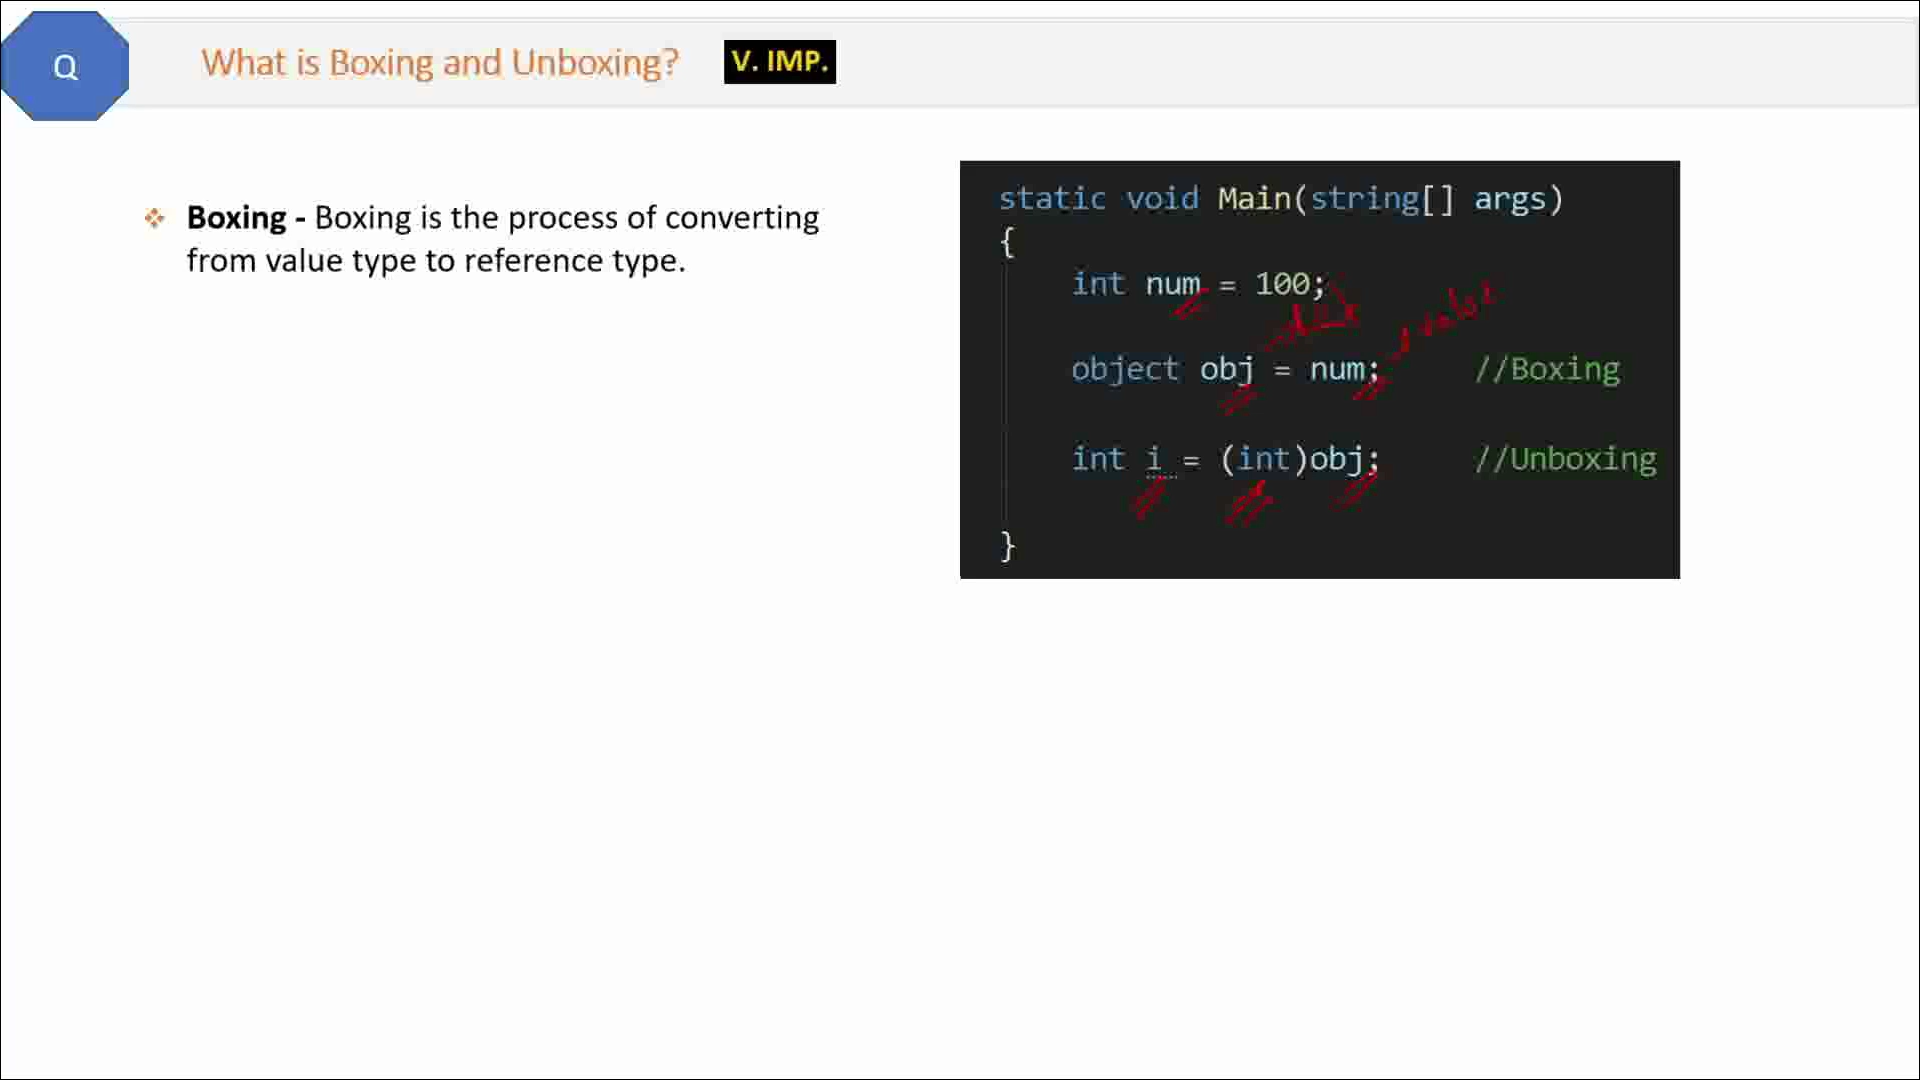 Q
What is Boxing and Unboxing?
V. IMP.
Boxing - Boxing is the process of converting
from value type to reference type.
static void Main(string[] args)
{
int num = 100;
object obj = num; //Boxing
int i = (int)obj; //Unboxing
}